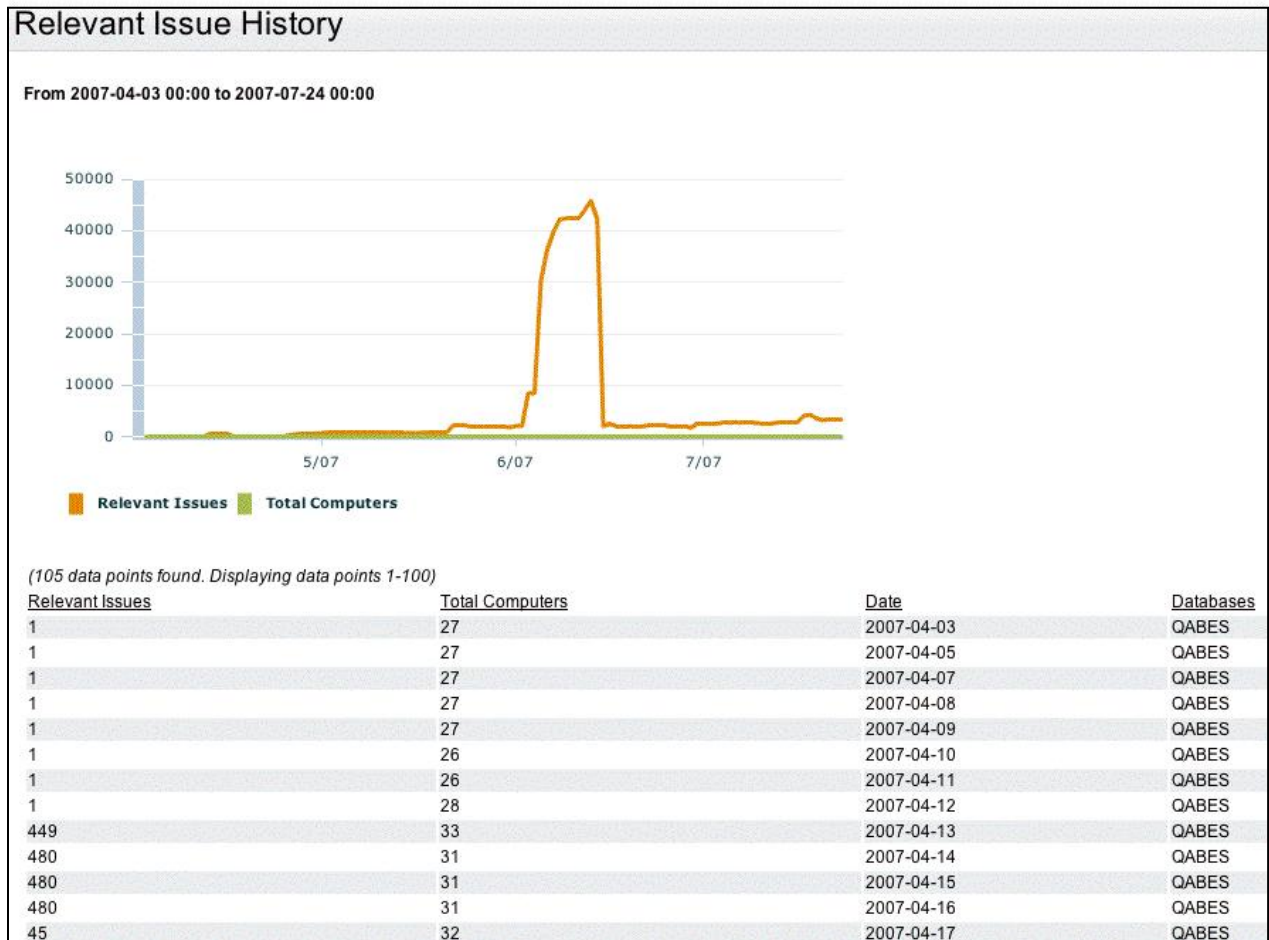 Relevant Issue History
From 2007-04-03 00:00 to 2007-07-24 00:00
50000
40000
30000
20000
10000
0
5/07 6/07 7/07
Relevant Issues Total Computers
(105 data points found. Displaying data points 1-100)
Relevant Issues Total Computers Date Databases
1 27 2007-04-03 QABES
1 27 2007-04-05 QABES
1 27 2007-04-07 QABES
1 27 2007-04-08 QABES
1 27 2007-04-09 QABES
1 26 2007-04-10 QABES
1 26 2007-04-11 QABES
1 28 2007-04-12 QABES
449 33 2007-04-13 QABES
480 31 2007-04-14 QABES
480 31 2007-04-15 QABES
480 31 2007-04-16 QABES
45 32 2007-04-17 QABES